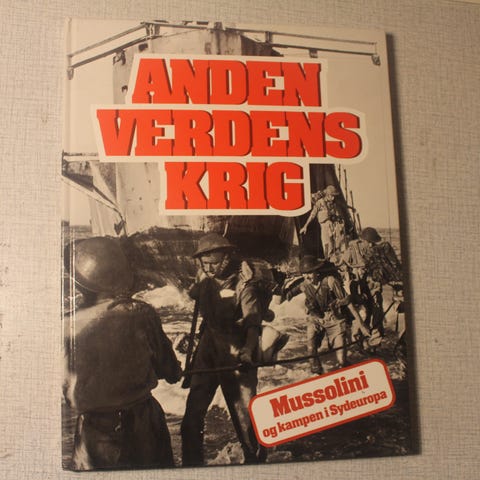 ANDEN
VERDENS
KRIG
Mussolini
og kampen i Sydeuropa